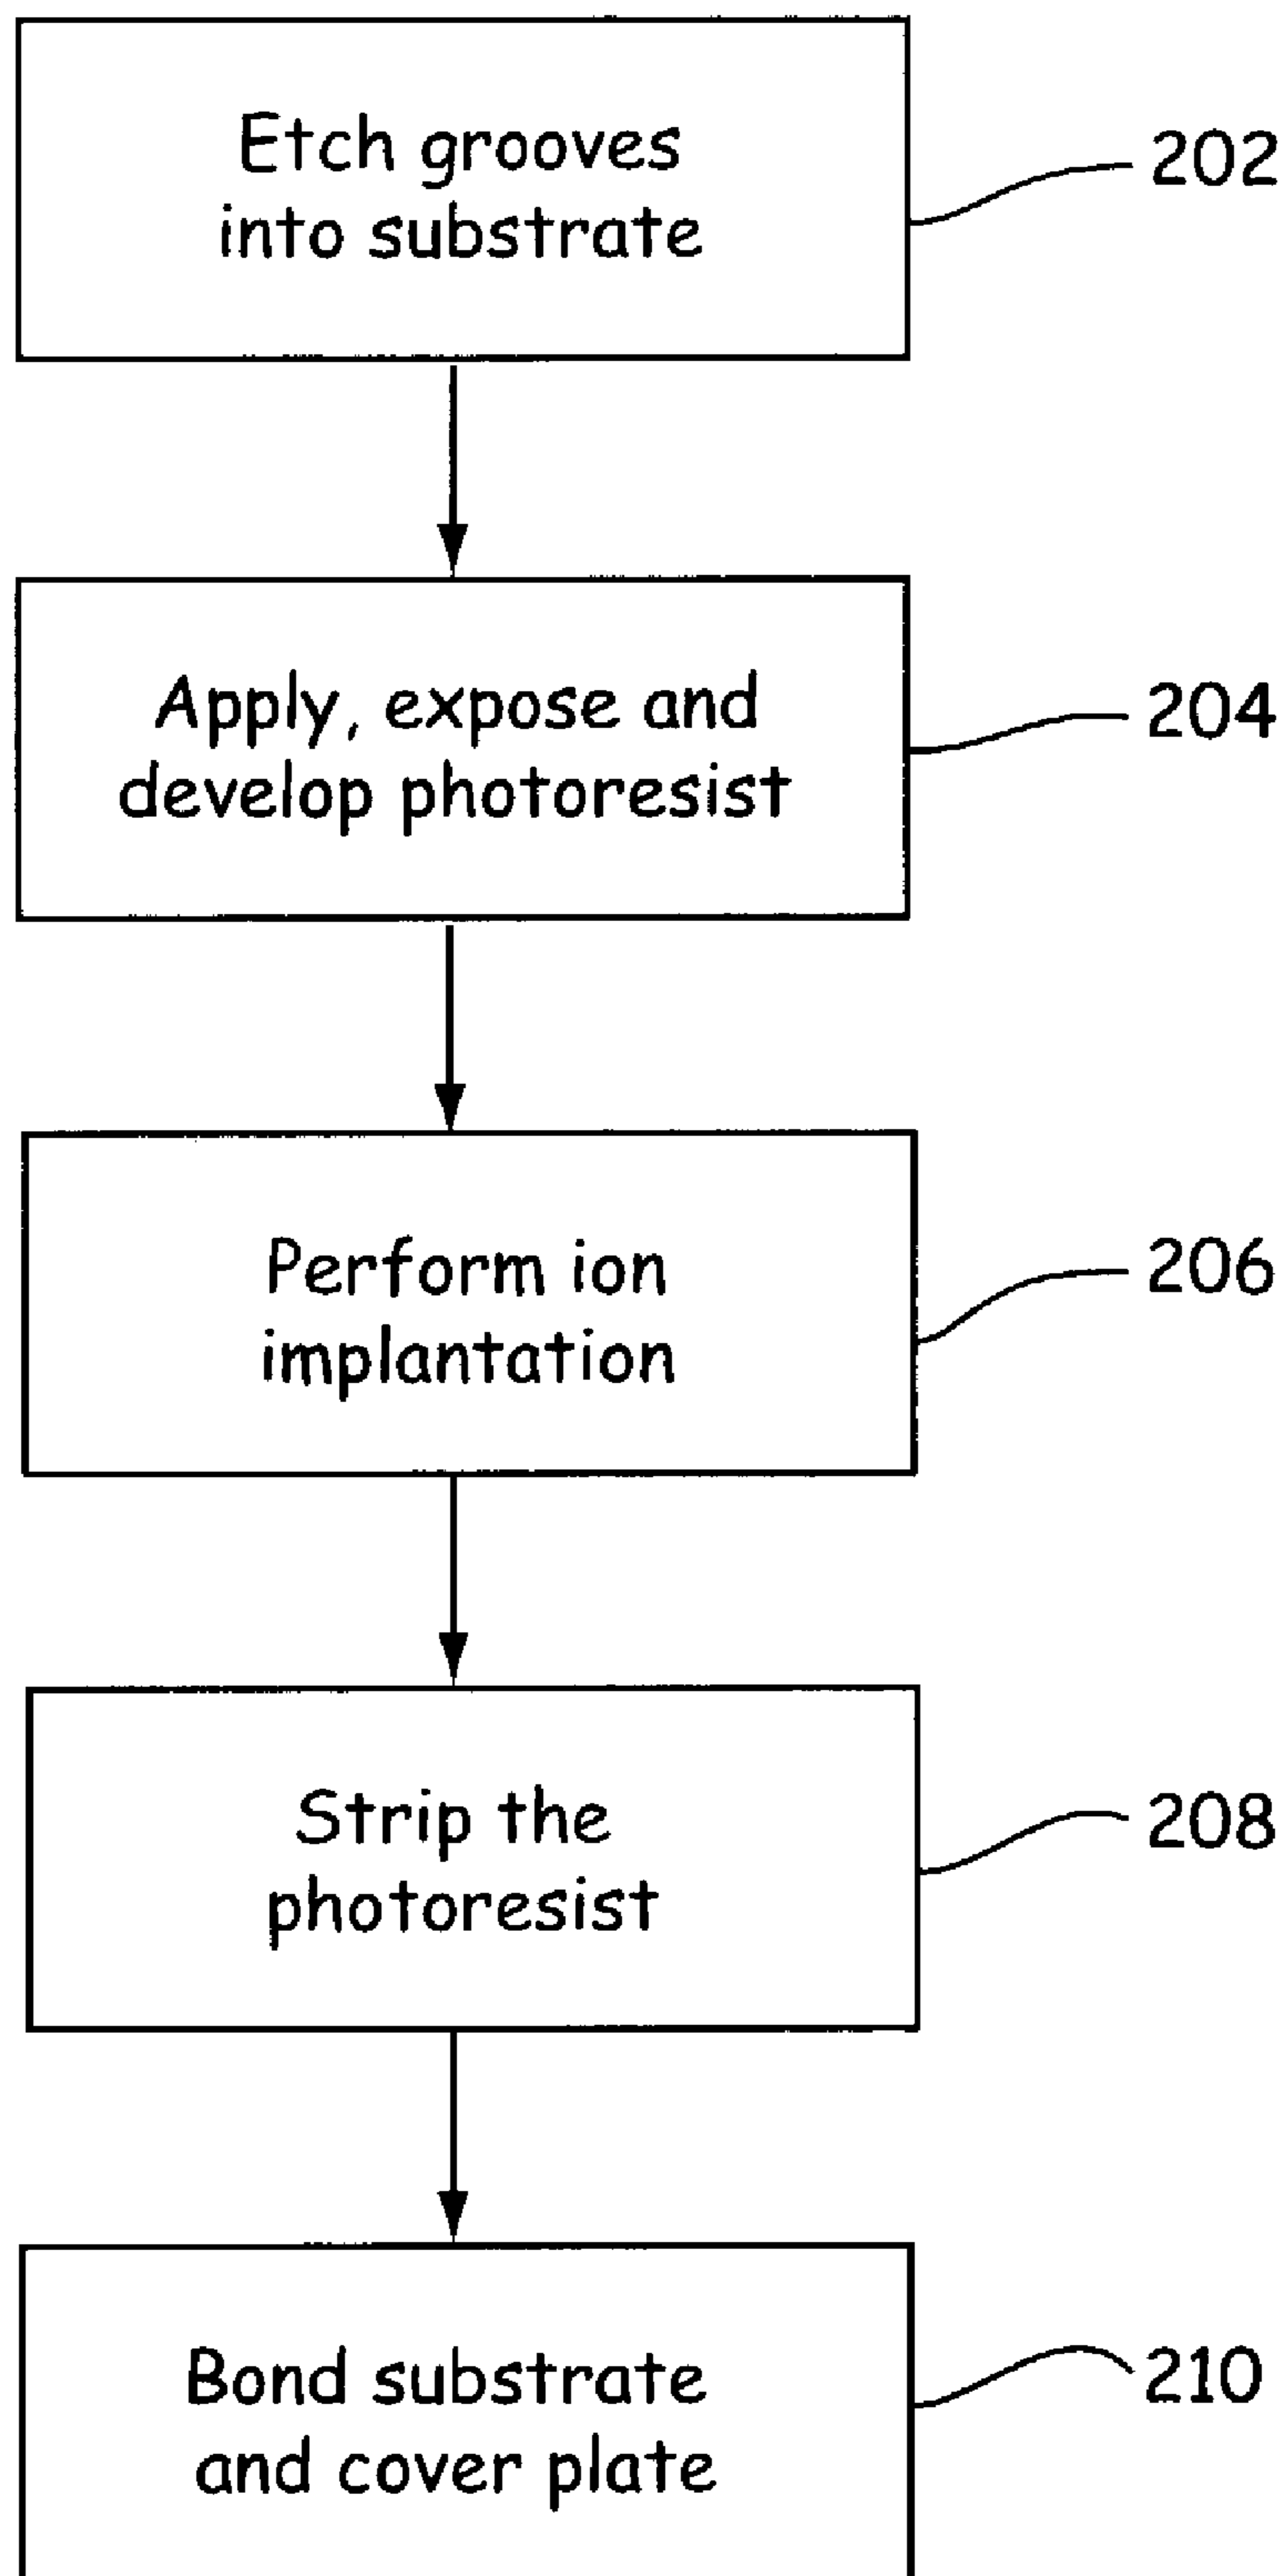 Etch grooves
into substrate
202
Apply, expose and
develop photoresist
204
Perform ion
implantation
206
Strip the
photoresist
208
Bond substrate
and cover plate
210